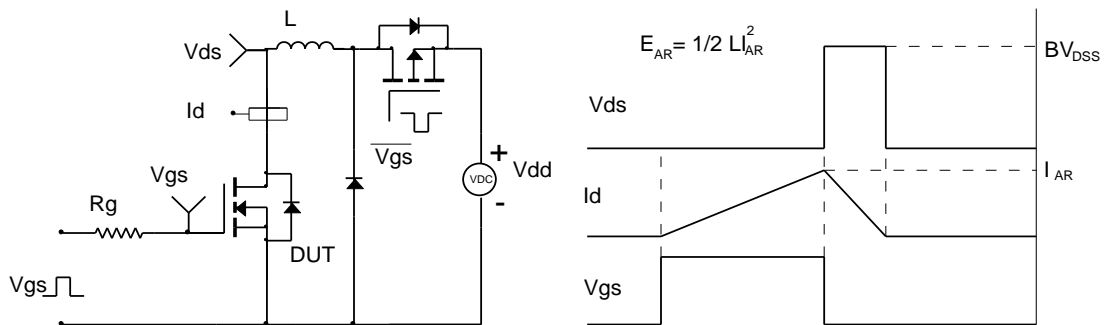 L
Vds
Id
Vgs
Vgs
Rg
DUT
Vgs
+
VDC
-
Vdd
E_AR = 1/2 LI_AR^2
BV_DSS
Vds
I_AR
Id
Vgs